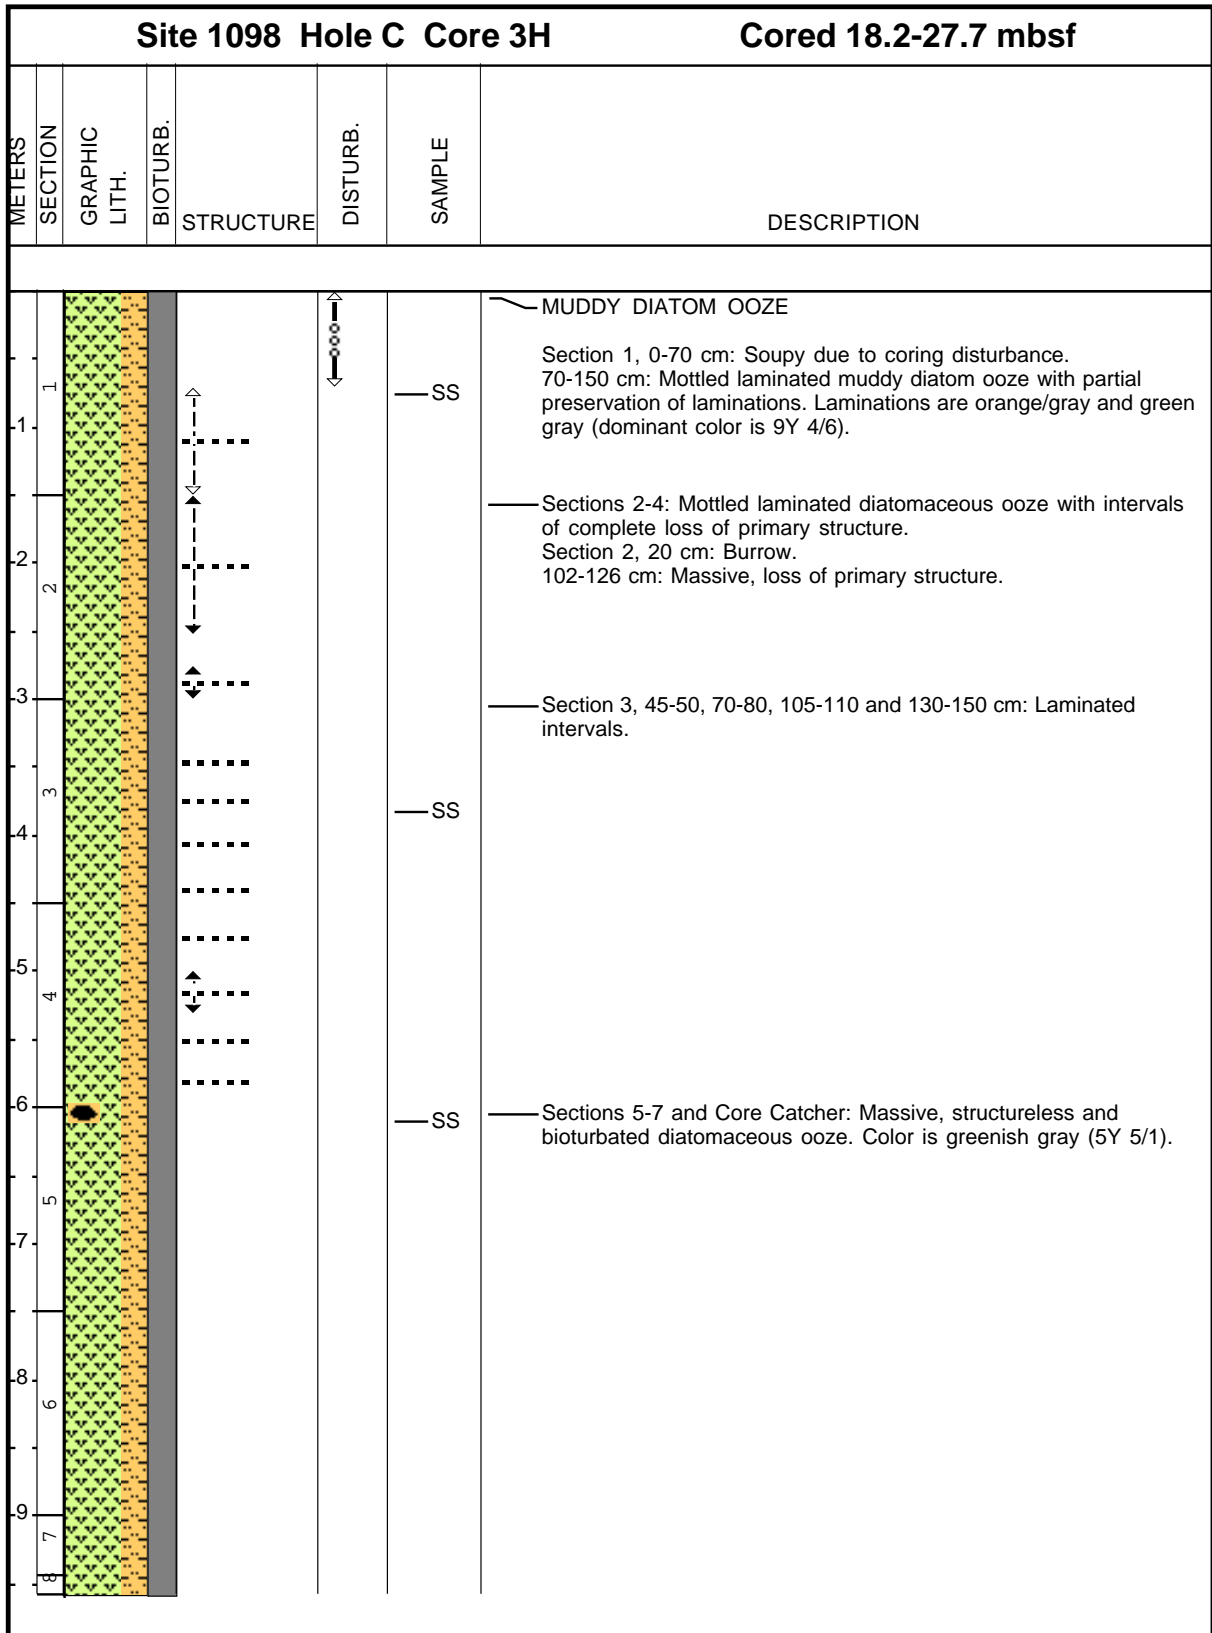 Site 1098 Hole C Core 3H Cored 18.2-27.7 mbsf
METERS
SECTION
GRAPHIC
LITH.
BIOTURB.
STRUCTURE
DISTURB.
SAMPLE
DESCRIPTION
MUDDY DIATOM OOZE
Section 1, 0-70 cm: Soupy due to coring disturbance.
1
SS
70-150 cm: Mottled laminated muddy diatom ooze with partial
preservation of laminations. Laminations are orange/gray and green
1
gray (dominant color is 9Y 4/6).
Sections 2-4: Mottled laminated diatomaceous ooze with intervals
of complete loss of primary structure.
2
Section 2, 20 cm: Burrow.
2
102-126 cm: Massive, loss of primary structure.
3
Section 3, 45-50, 70-80, 105-110 and 130-150 cm: Laminated
intervals.
3
SS
4
5
4
6
SS
Sections 5-7 and Core Catcher: Massive, structureless and
bioturbated diatomaceous ooze. Color is greenish gray (5Y 5/1).
5
7
8
6
9
7
8